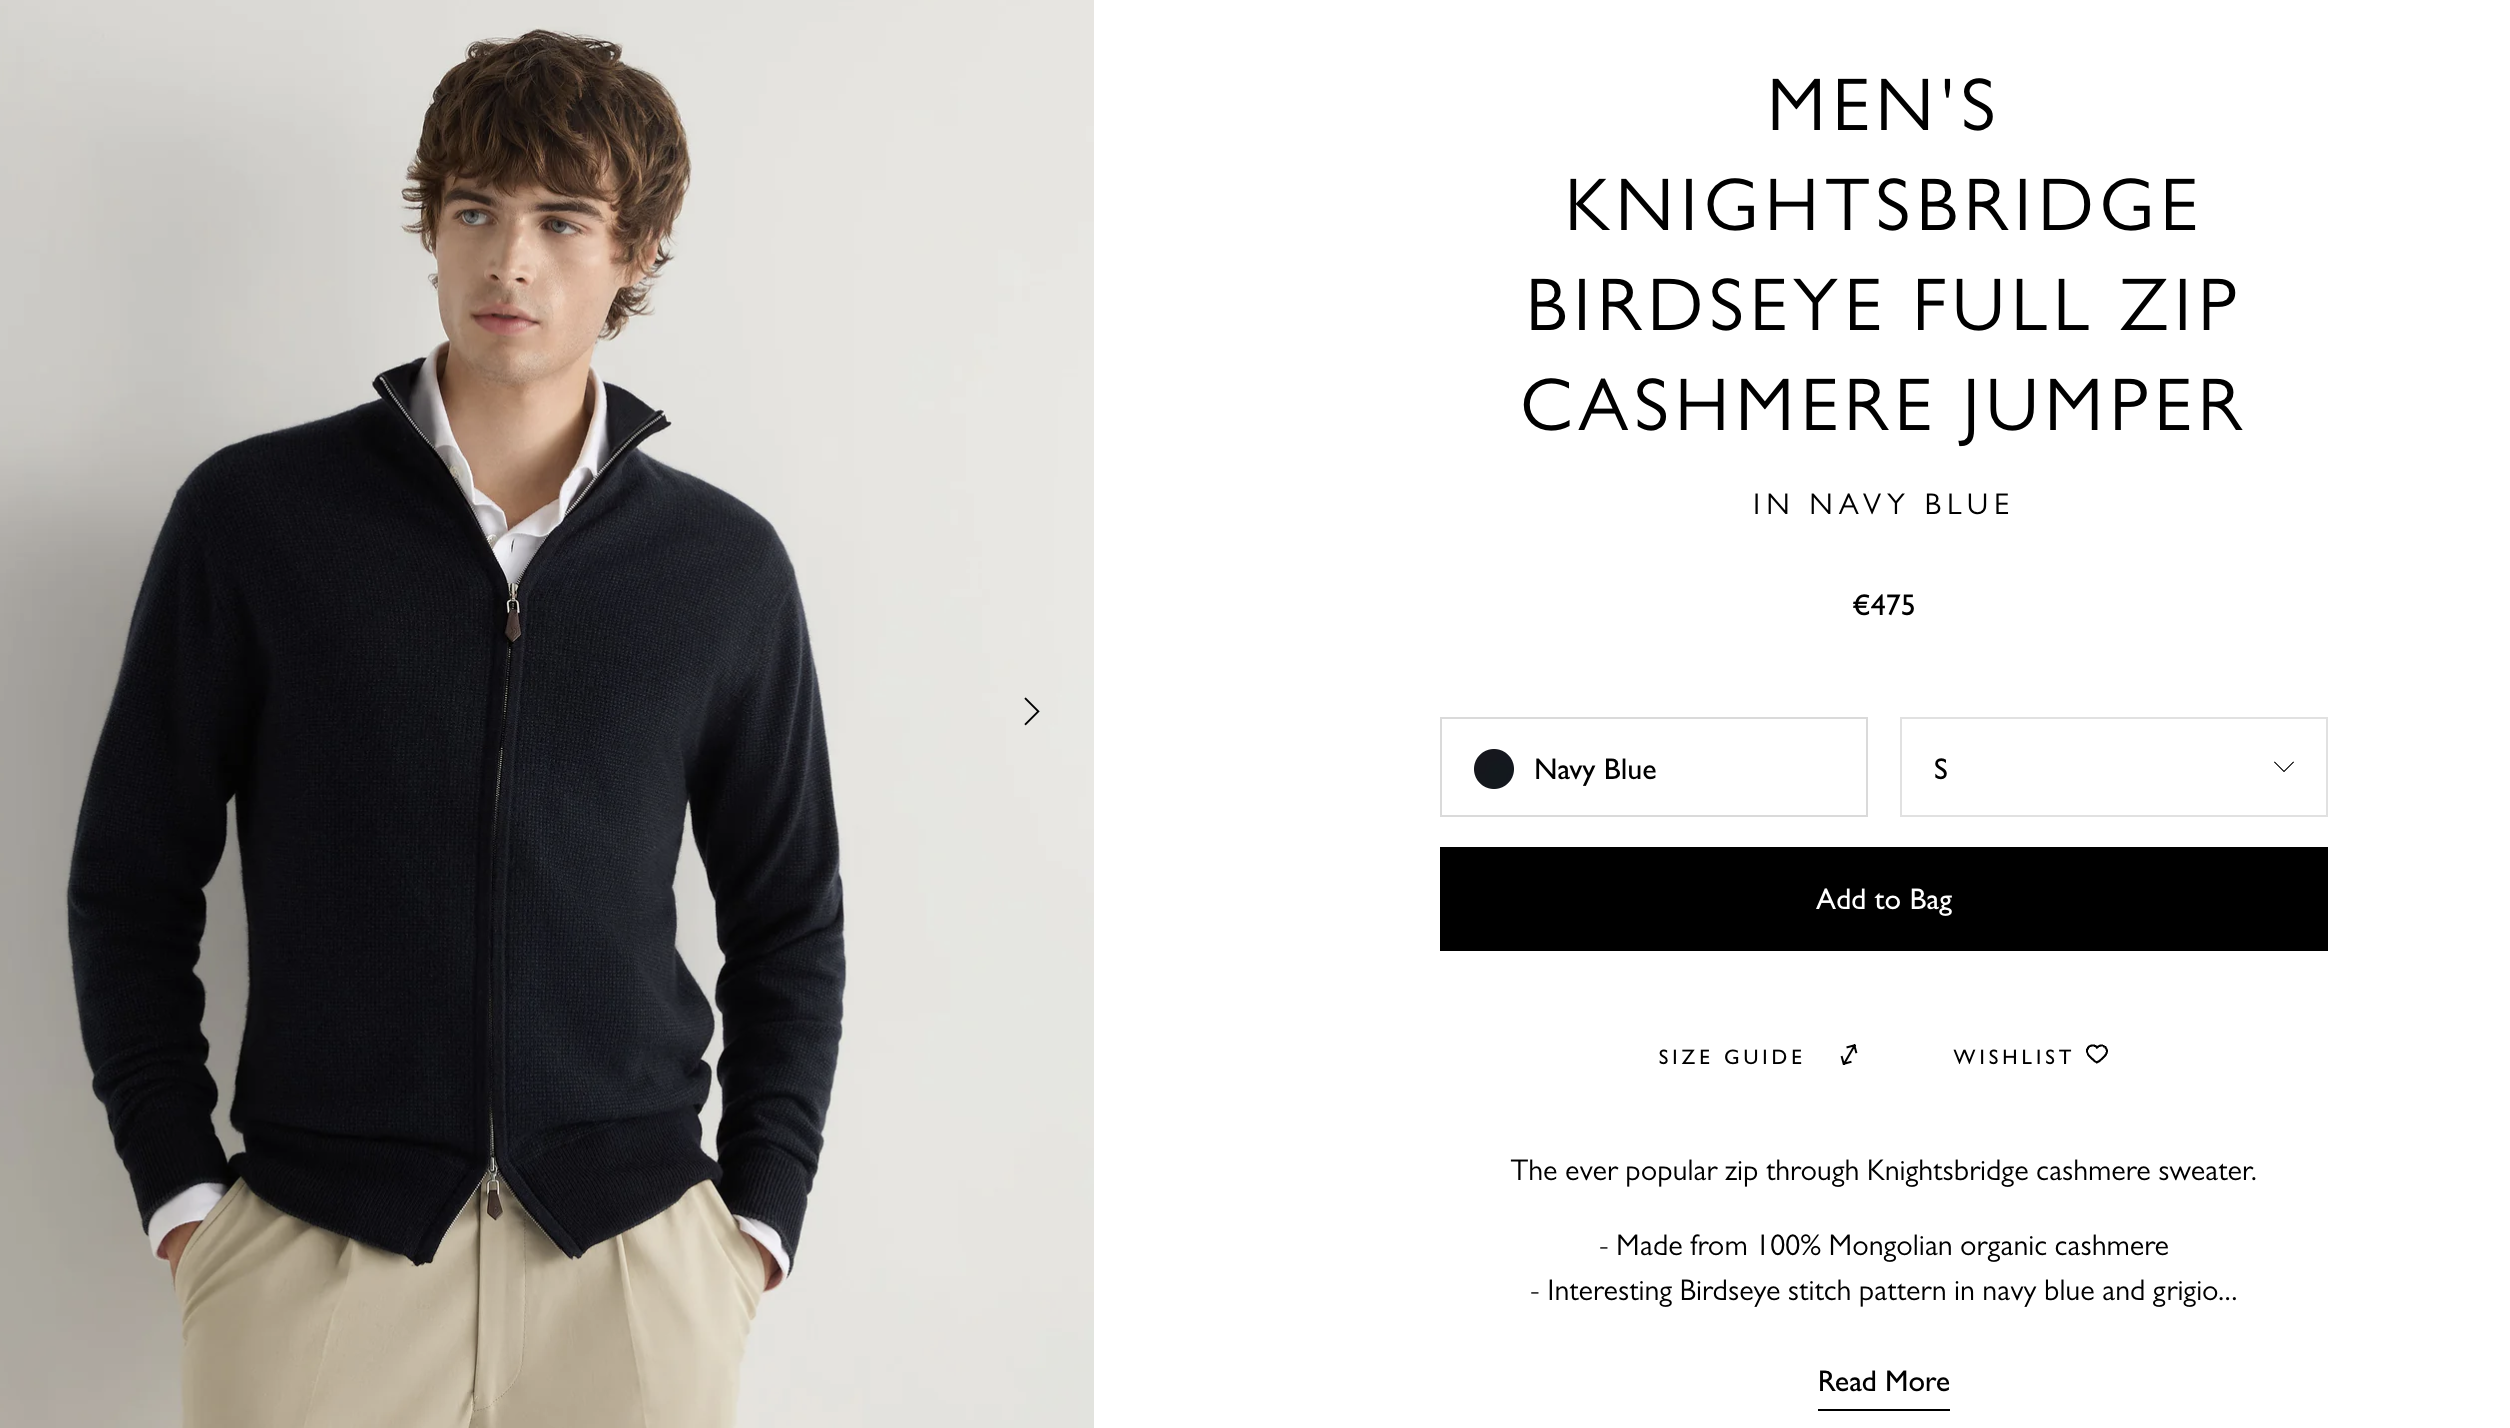 MEN'S
KNIGHTSBRIDGE
BIRDSEYE FULL ZIP
CASHMERE JUMPER
IN NAVY BLUE
€475
Navy Blue
S
Add to Bag
SIZE GUIDE
WISHLIST
The ever popular zip through Knightsbridge cashmere sweater.
- Made from 100% Mongolian organic cashmere
- Interesting Birdseye stitch pattern in navy blue and grigio...
Read More